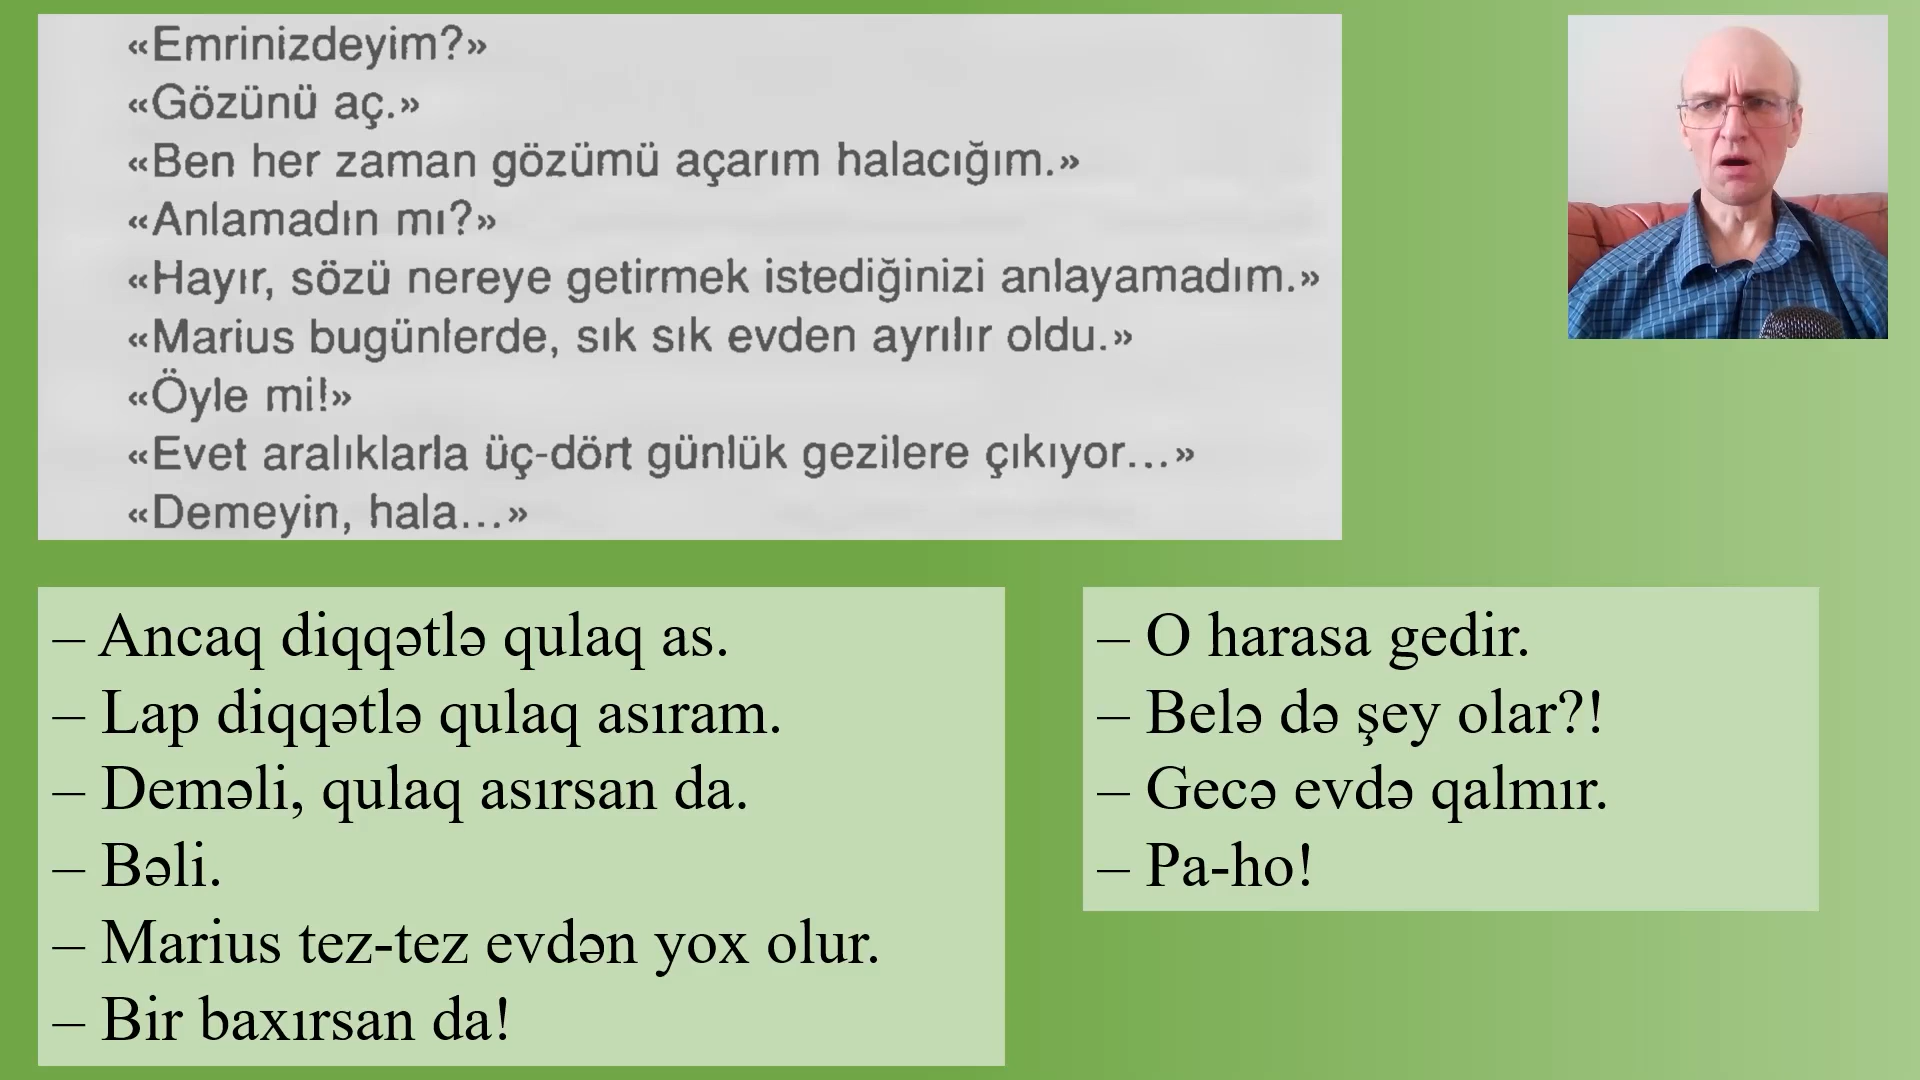 «Emrinizdeyim?»
«Gözünü aç.»
«Ben her zaman gözümü açarım halacığım.»
«Anlamadın mı?»
«Hayır, sözü nereye getirmek istediğinizi anlayamadım.»
«Marius bugünlerde, sık sık evden ayrılır oldu.»
«Öyle mi!»
«Evet aralıklarla üç-dört günlük gezilere çıkıyor...»
«Demeyin, hala...»
– Ancaq diqqətlə qulaq as.
– Lap diqqətlə qulaq asıram.
– Deməli, qulaq asırsan da.
– Bəli.
– Marius tez-tez evdən yox olur.
– Bir baxırsan da!
– O harasa gedir.
– Belə də şey olar?!
– Gecə evdə qalmır.
– Pa-ho!